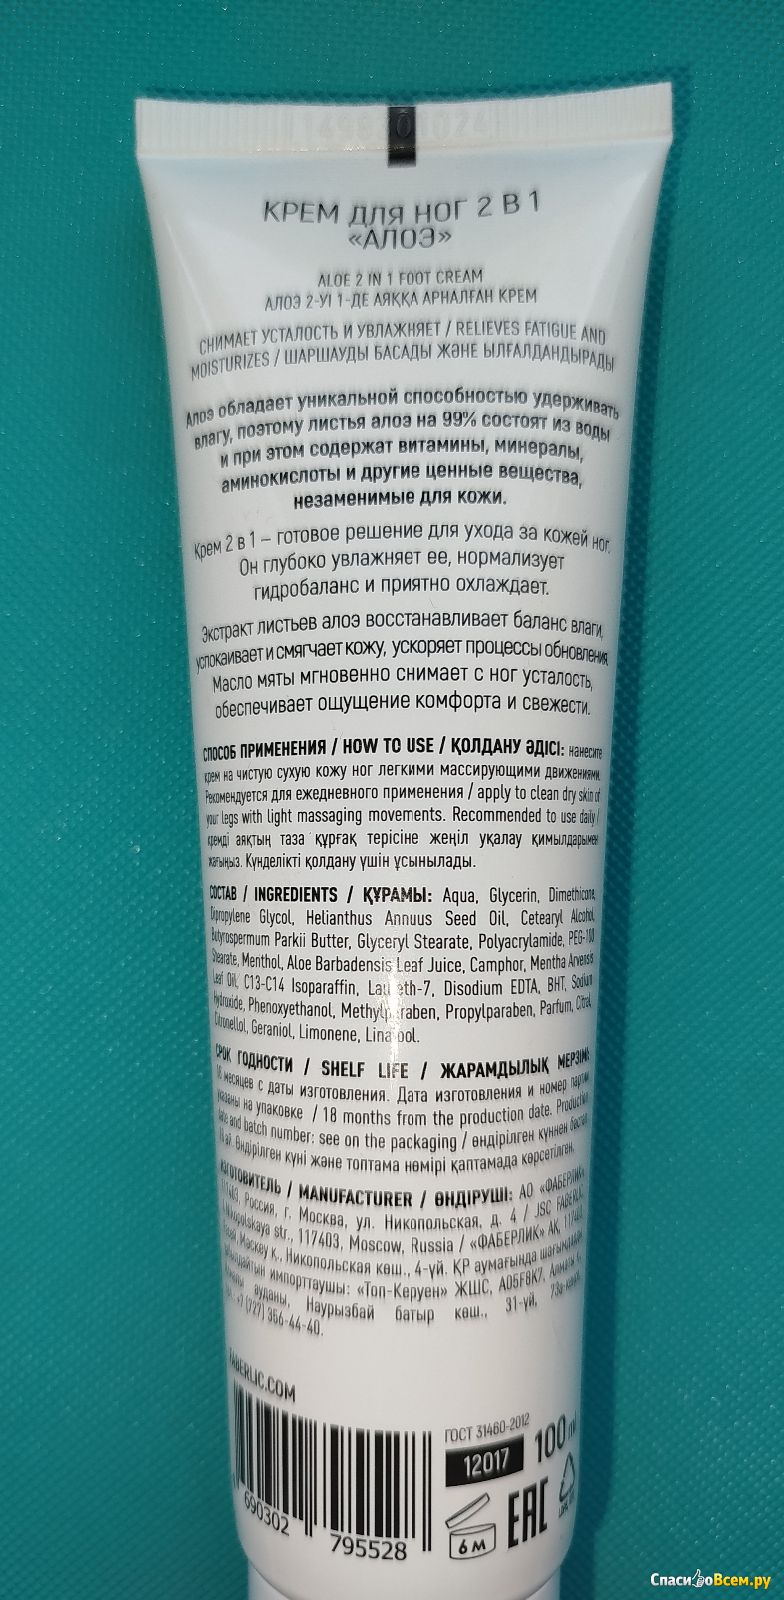 КРЕМ ДЛЯ НОГ 2 В 1
«АЛОЭ»
ALOE 2 IN 1 FOOT CREAM
АЛОЭ 2-УІ 1-ДЕ АЯҚҚА АРНАЛҒАН КРЕМ
СНИМАЕТ УСТАЛОСТЬ И УВЛАЖНЯЕТ / RELIEVES FATIGUE AND
MOISTURIZES / ШАРШАУДЫ БАСАДЫ ЖӘНЕ ЫЛҒАЛДАНДЫРАДЫ
Алоэ обладает уникальной способностью удерживать
влагу, поэтому листья алоэ на 99% состоят из воды
и при этом содержат витамины, минералы,
аминокислоты и другие ценные вещества,
незаменимые для кожи.
Крем 2 в 1 – готовое решение для ухода за кожей ног.
Он глубоко увлажняет ее, нормализует
гидробаланс и приятно охлаждает.
Экстракт листьев алоэ восстанавливает баланс влаги,
успокаивает и смягчает кожу, ускоряет процессы обновления.
Масло мяты мгновенно снимает с ног усталость,
обеспечивает ощущение комфорта и свежести.
СПОСОБ ПРИМЕНЕНИЯ / HOW TO USE / ҚОЛДАНУ ӘДІСІ: нанесите
крем на чистую сухую кожу ног легкими массирующими движениями.
Рекомендуется для ежедневного применения / apply to clean dry skin of
your legs with light massaging movements. Recommended to use daily /
кремді аяқтың таза құрғақ терісіне жеңіл уқалау қимылдарымен
жағыңыз. Күнделікті қолдану үшін ұсынылады.
СОСТАВ / INGREDIENTS / ҚҰРАМЫ: Aqua, Glycerin, Dimethicone,
Dipropylene Glycol, Helianthus Annuus Seed Oil, Cetearyl Alcohol,
Butyrospermum Parkii Butter, Glyceryl Stearate, Polyacrylamide, PEG-100
Stearate, Menthol, Aloe Barbadensis Leaf Juice, Camphor, Mentha Arvensis
Leaf Oil, C13-C14 Isoparaffin, Laureth-7, Disodium EDTA, BHT, Sodium
Hydroxide, Phenoxyethanol, Methylparaben, Propylparaben, Parfum, Citral,
Citronellol, Geraniol, Limonene, Linalool.
СРОК ГОДНОСТИ / SHELF LIFE / ЖАРАМДЫЛЫҚ МЕРЗІМІ:
18 месяцев с даты изготовления. Дата изготовления и номер партии
указаны на упаковке / 18 months from the production date. Production
date and batch number: see on the packaging / өндірілген күннен бастап
18 ай. Өндірілген күні және топтама нөмірі қаптамада көрсетілген.
ИЗГОТОВИТЕЛЬ / MANUFACTURER / ӨНДІРУШІ: АО «ФАБЕРЛИК»
117403, Россия, г. Москва, ул. Никопольская, д. 4 / JSC FABERLIC,
4 Nikopolskaya str., 117403, Moscow, Russia / «ФАБЕРЛИК» АҚ, 117403,
Ресей, Мәскеу қ., Никопольская көш., 4-үй. ҚР аумағында шағымдарды
импорттаушы: «Топ-Керуен» ЖШС, A05F8K7,
ауданы, Наурызбай батыр көш., 31-үй,
+7 (727) 356-44-40.
FABERLIC.COM
ГОСТ 31460-2012
12017
100 ml
6 М
EAC
690302
795528
СпасибоВсем.ру